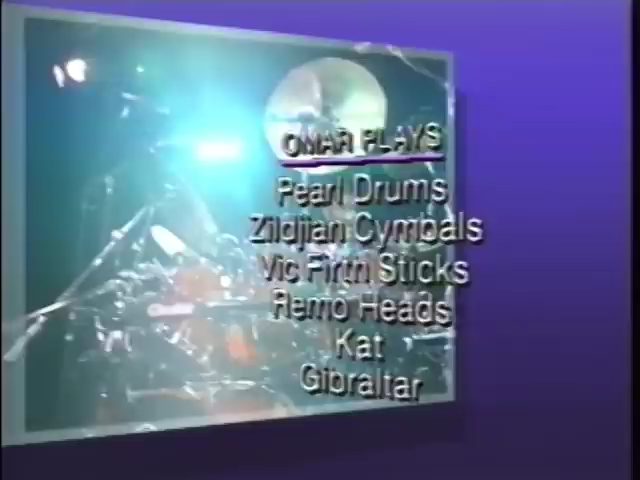 OMAR PLAYS
Pearl Drums
Zildjian Cymbals
Vic Firth Sticks
Remo Heads
Kat
Gibraltar